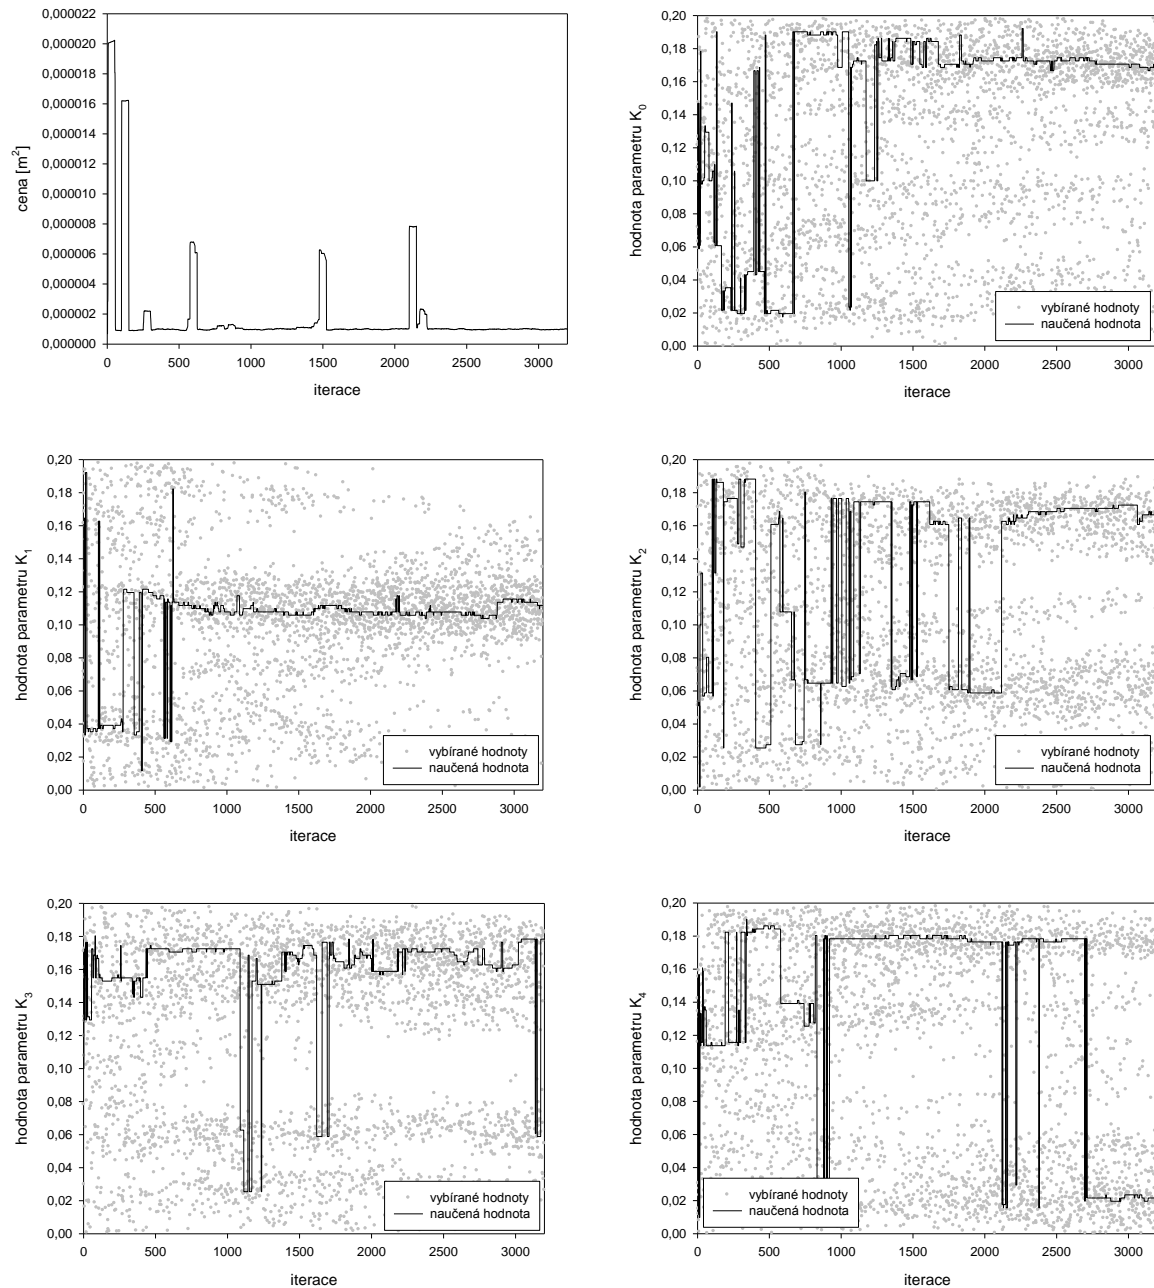 0,000022
0,000020
0,000018
0,000016
0,000014
0,000012
0,000010
0,000008
0,000006
0,000004
0,000002
0,000000
cena [m²]
0 500 1000 1500 2000 2500 3000
iterace
0,20
0,18
0,16
0,14
0,12
0,10
0,08
0,06
0,04
0,02
0,00
hodnota parametru K₀
vybírané hodnoty
naučená hodnota
0 500 1000 1500 2000 2500 3000
iterace
0,20
0,18
0,16
0,14
0,12
0,10
0,08
0,06
0,04
0,02
0,00
hodnota parametru K₁
vybírané hodnoty
naučená hodnota
0 500 1000 1500 2000 2500 3000
iterace
0,20
0,18
0,16
0,14
0,12
0,10
0,08
0,06
0,04
0,02
0,00
hodnota parametru K₂
vybírané hodnoty
naučená hodnota
0 500 1000 1500 2000 2500 3000
iterace
0,20
0,18
0,16
0,14
0,12
0,10
0,08
0,06
0,04
0,02
0,00
hodnota parametru K₃
vybírané hodnoty
naučená hodnota
0 500 1000 1500 2000 2500 3000
iterace
0,20
0,18
0,16
0,14
0,12
0,10
0,08
0,06
0,04
0,02
0,00
hodnota parametru K₄
vybírané hodnoty
naučená hodnota
0 500 1000 1500 2000 2500 3000
iterace